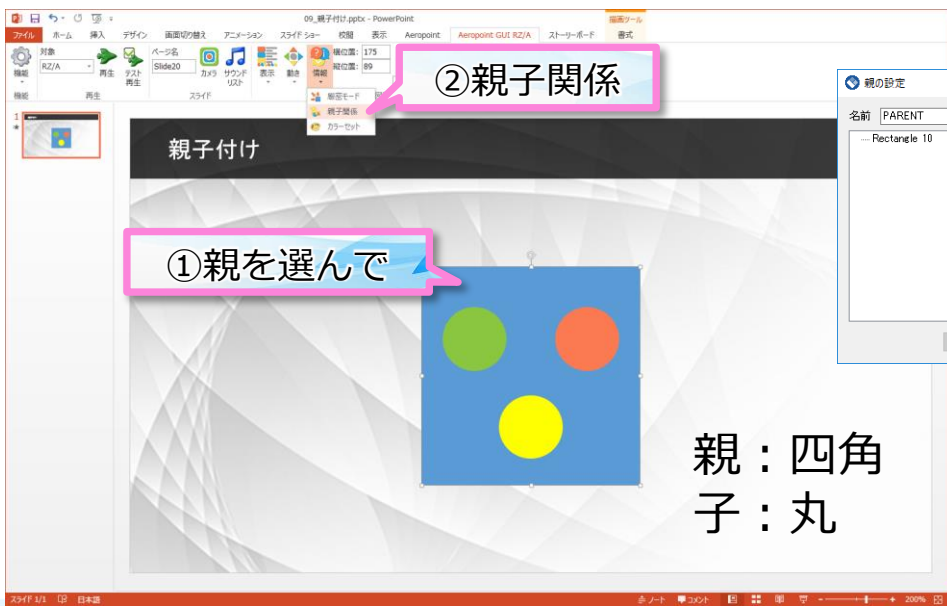 09_親子付け.pptx - PowerPoint
描画ツール
ファイル ホーム 挿入 デザイン 画面切り替え アニメーション スライド ショー 校閲 表示 Aeropoint Aeropoint GUI RZ/A ストーリーボード 書式
対象
RZ/A
機能
再生
テスト
再生
ページ名
Slide20
カメラ
サウンド
リスト
表示
動き
情報
横位置: 175
縦位置: 89
機能 再生 スライド
厳密モード
親子関係
カラーセット
②親子関係
親の設定
名前 PARENT
Rectangle 10
1
親子付け
①親を選んで
親：四角
子：丸
スライド 1/1 日本語 ノート コメント 200%